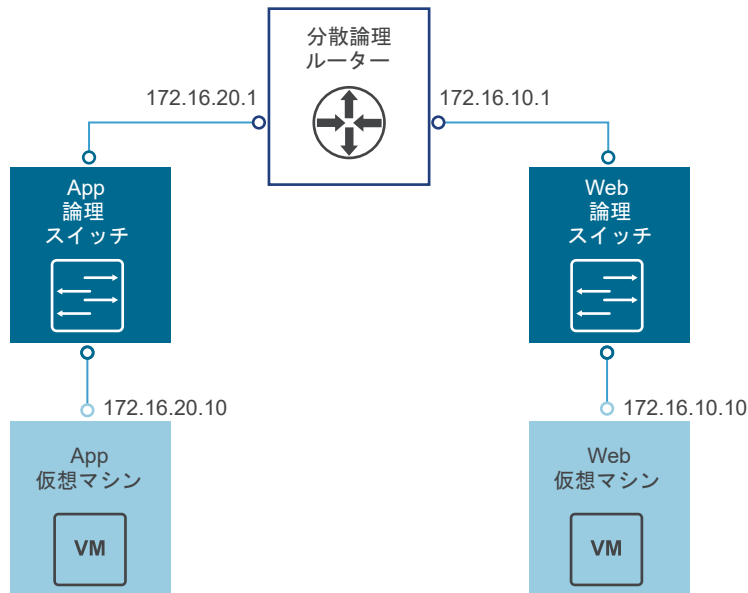 分散論理
ルーター
172.16.20.1
172.16.10.1
App
論理
スイッチ
Web
論理
スイッチ
172.16.20.10
172.16.10.10
App
仮想マシン
VM
Web
仮想マシン
VM